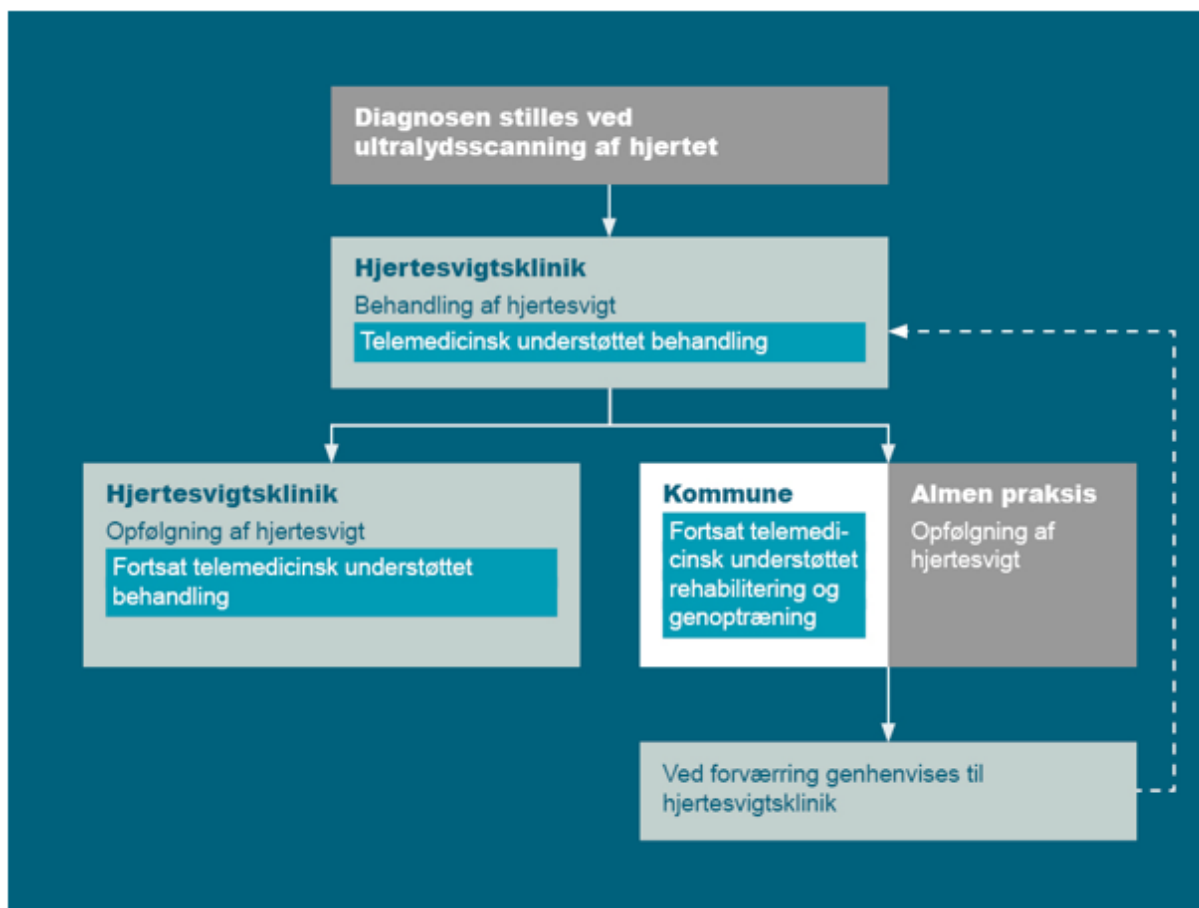 Diagnosen stilles ved
ultralydsscanning af hjertet
Hjertesvigtsklinik
Behandling af hjertesvigt
Telemedicinsk understøttet behandling
Hjertesvigtsklinik
Opfølgning af hjertesvigt
Fortsat telemedicinsk understøttet
behandling
Kommune
Fortsat telemedi-
cinsk understøttet
rehabilitering og
genoptræning
Almen praksis
Opfølgning af
hjertesvigt
Ved forværring genhenvises til
hjertesvigtsklinik